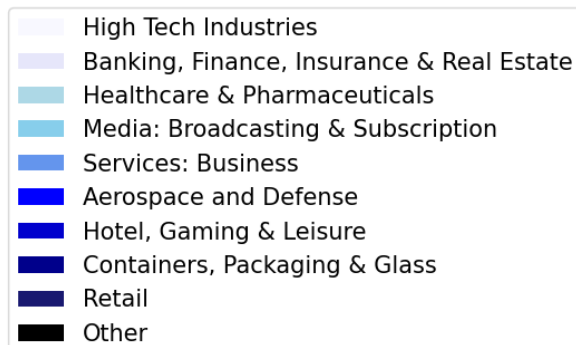 High Tech Industries
Banking, Finance, Insurance & Real Estate
Healthcare & Pharmaceuticals
Media: Broadcasting & Subscription
Services: Business
Aerospace and Defense
Hotel, Gaming & Leisure
Containers, Packaging & Glass
Retail
Other